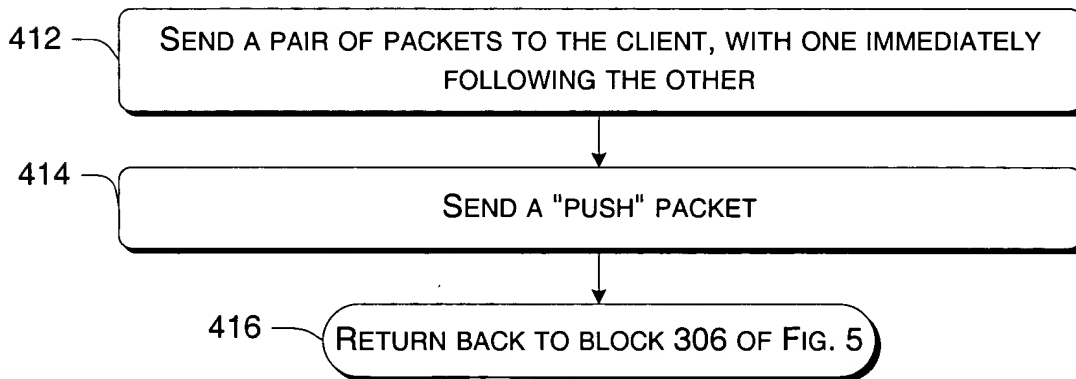 412
SEND A PAIR OF PACKETS TO THE CLIENT, WITH ONE IMMEDIATELY
FOLLOWING THE OTHER
414
SEND A "PUSH" PACKET
416
RETURN BACK TO BLOCK 306 OF FIG. 5